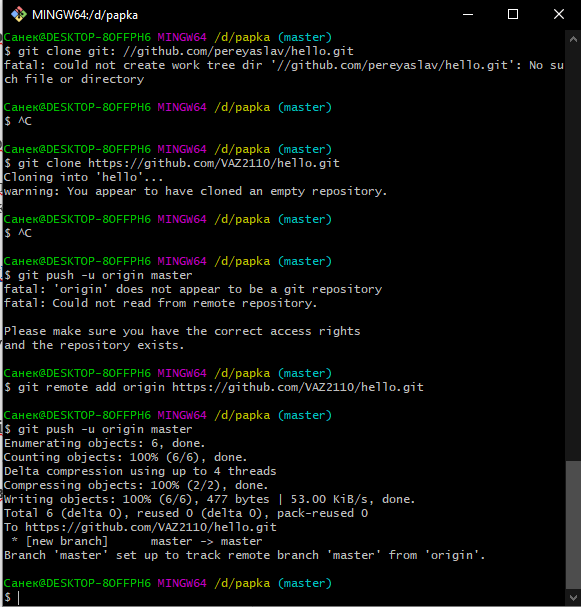 MINGW64:/d/papka
Санек@DESKTOP-8OFFPH6 MINGW64 /d/papka (master)
$ git clone git: //github.com/pereyaslav/hello.git
fatal: could not create work tree dir '//github.com/pereyaslav/hello.git': No su
ch file or directory
Санек@DESKTOP-8OFFPH6 MINGW64 /d/papka (master)
$ ^C
Санек@DESKTOP-8OFFPH6 MINGW64 /d/papka (master)
$ git clone https://github.com/VAZ2110/hello.git
Cloning into 'hello'...
warning: You appear to have cloned an empty repository.
Санек@DESKTOP-8OFFPH6 MINGW64 /d/papka (master)
$ ^C
Санек@DESKTOP-8OFFPH6 MINGW64 /d/papka (master)
$ git push -u origin master
fatal: 'origin' does not appear to be a git repository
fatal: Could not read from remote repository.
Please make sure you have the correct access rights
and the repository exists.
Санек@DESKTOP-8OFFPH6 MINGW64 /d/papka (master)
$ git remote add origin https://github.com/VAZ2110/hello.git
Санек@DESKTOP-8OFFPH6 MINGW64 /d/papka (master)
$ git push -u origin master
Enumerating objects: 6, done.
Counting objects: 100% (6/6), done.
Delta compression using up to 4 threads
Compressing objects: 100% (2/2), done.
Writing objects: 100% (6/6), 477 bytes | 53.00 KiB/s, done.
Total 6 (delta 0), reused 0 (delta 0), pack-reused 0
To https://github.com/VAZ2110/hello.git
 * [new branch]      master -> master
Branch 'master' set up to track remote branch 'master' from 'origin'.
Санек@DESKTOP-8OFFPH6 MINGW64 /d/papka (master)
$